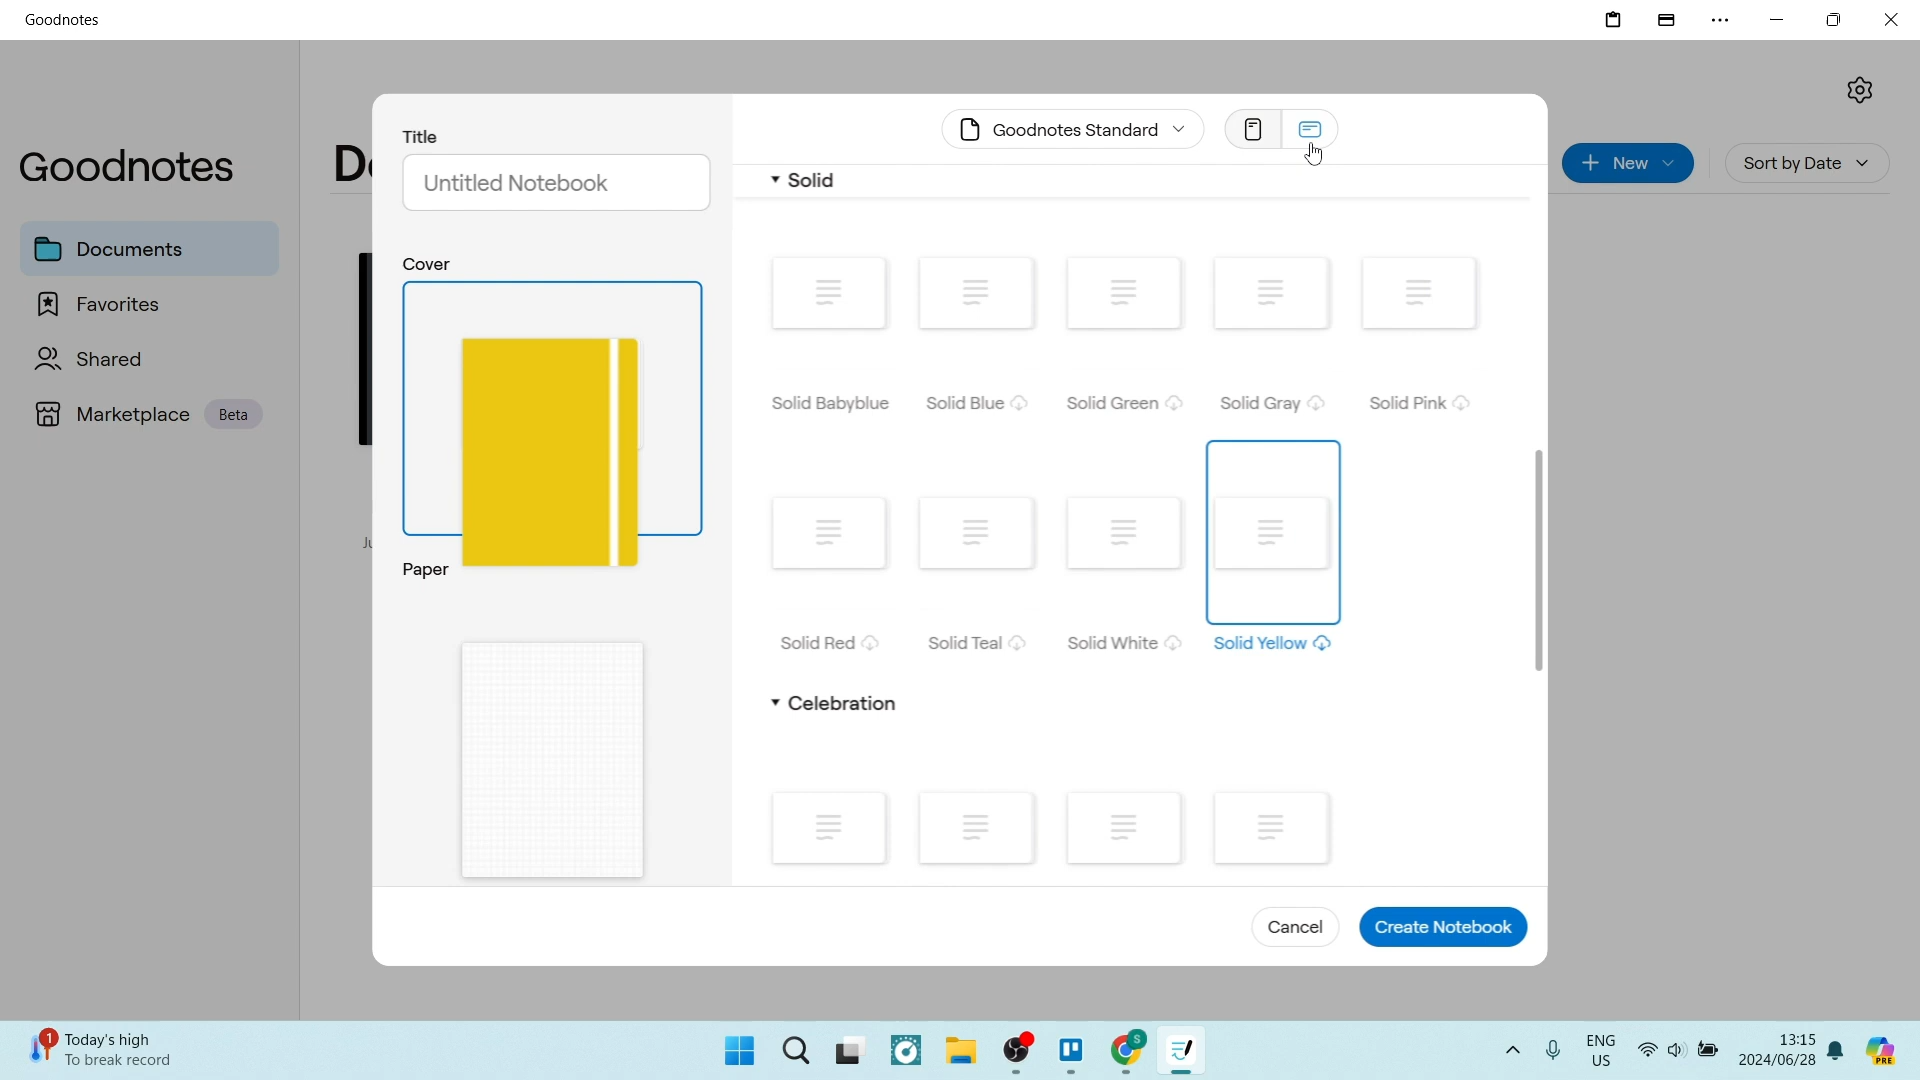 Goodnotes
Goodnotes
Documents
Favorites
Shared
Marketplace Beta
Title
Untitled Notebook
Cover
Paper
Goodnotes Standard
New
Sort by Date
Solid
Solid Babyblue
Solid Blue
Solid Green
Solid Gray
Solid Pink
Solid Red
Solid Teal
Solid White
Solid Yellow
Celebration
Cancel
Create Notebook
1
Today's high
To break record
S
ENG
US
13:15
2024/06/28
PRE